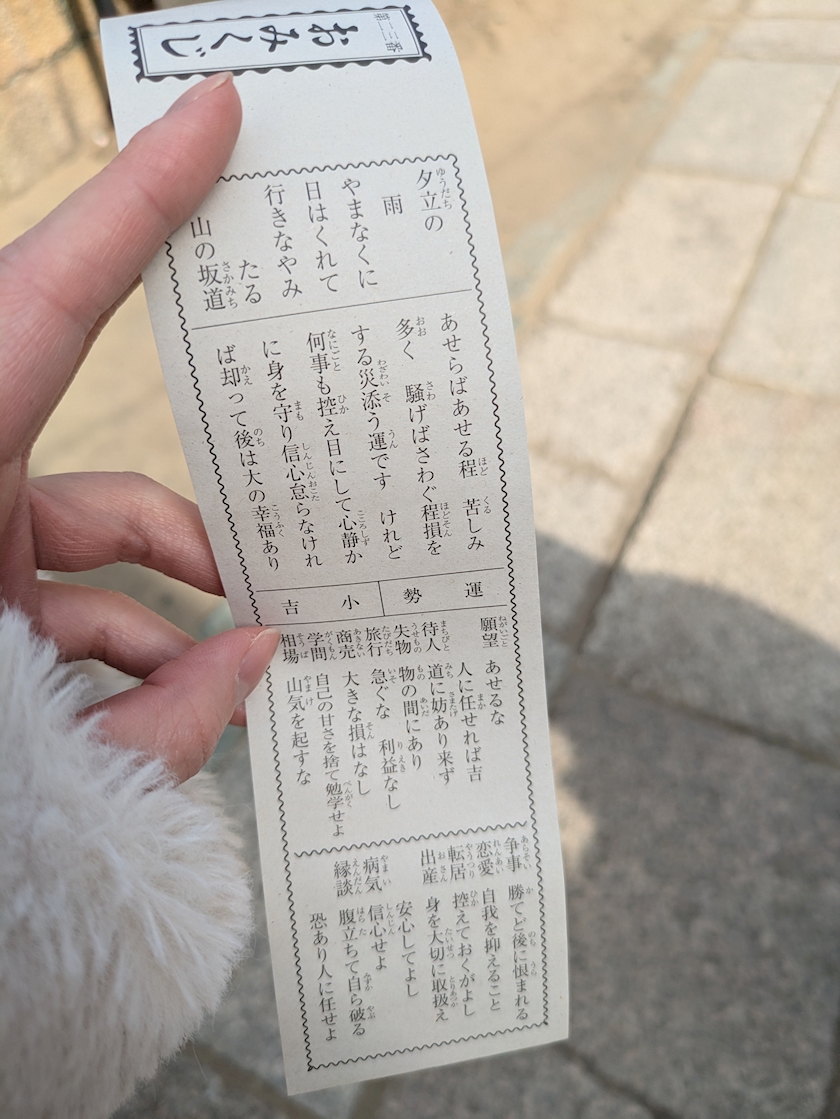 第二三番
おみくじ
夕立の
雨
やまなくに
日はくれて
行きなやみ
たる
山の坂道
あせらばあせる程 苦しみ
多く 騒げばさわぐ程損を
する災添う運です けれど
何事も控え目にして心静か
に身を守り信心怠らなけれ
ば却って後は大の幸福あり
運勢 小吉
願望 あせるな
人に任せれば吉
待人 道に妨あり来ず
失物 物の間にあり
旅行 急ぐな 利益なし
商売 大きな損はなし
学問 自己の甘さを捨て勉学せよ
相場 山気を起すな
争事 勝てど後に恨まれる
恋愛 自我を抑えること
転居 控えておくがよし
出産 身を大切に取扱え
安心してよし
病気 信心せよ
縁談 腹立ちて自ら破る
恐あり人に任せよ